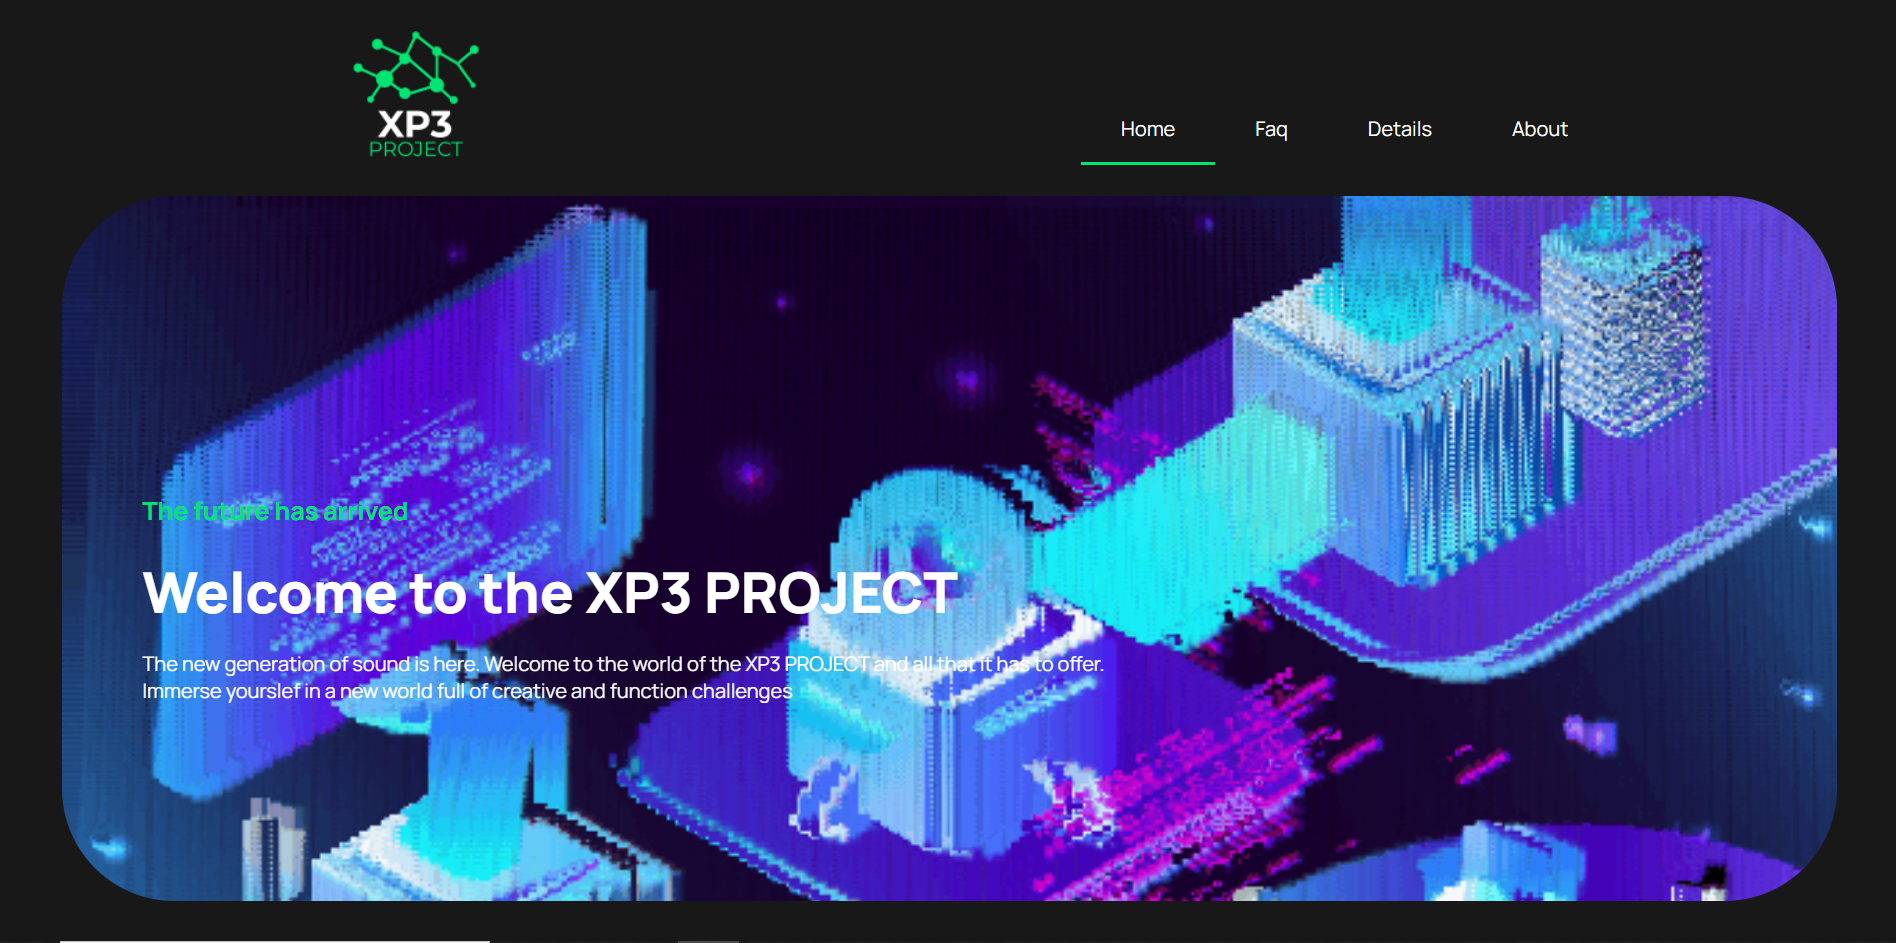 XP3
PROJECT
Home
Faq
Details
About
The future has arrived
Welcome to the XP3 PROJECT
The new generation of sound is here. Welcome to the world of the XP3 PROJECT and all that it has to offer.
Immerse yourslef in a new world full of creative and function challenges